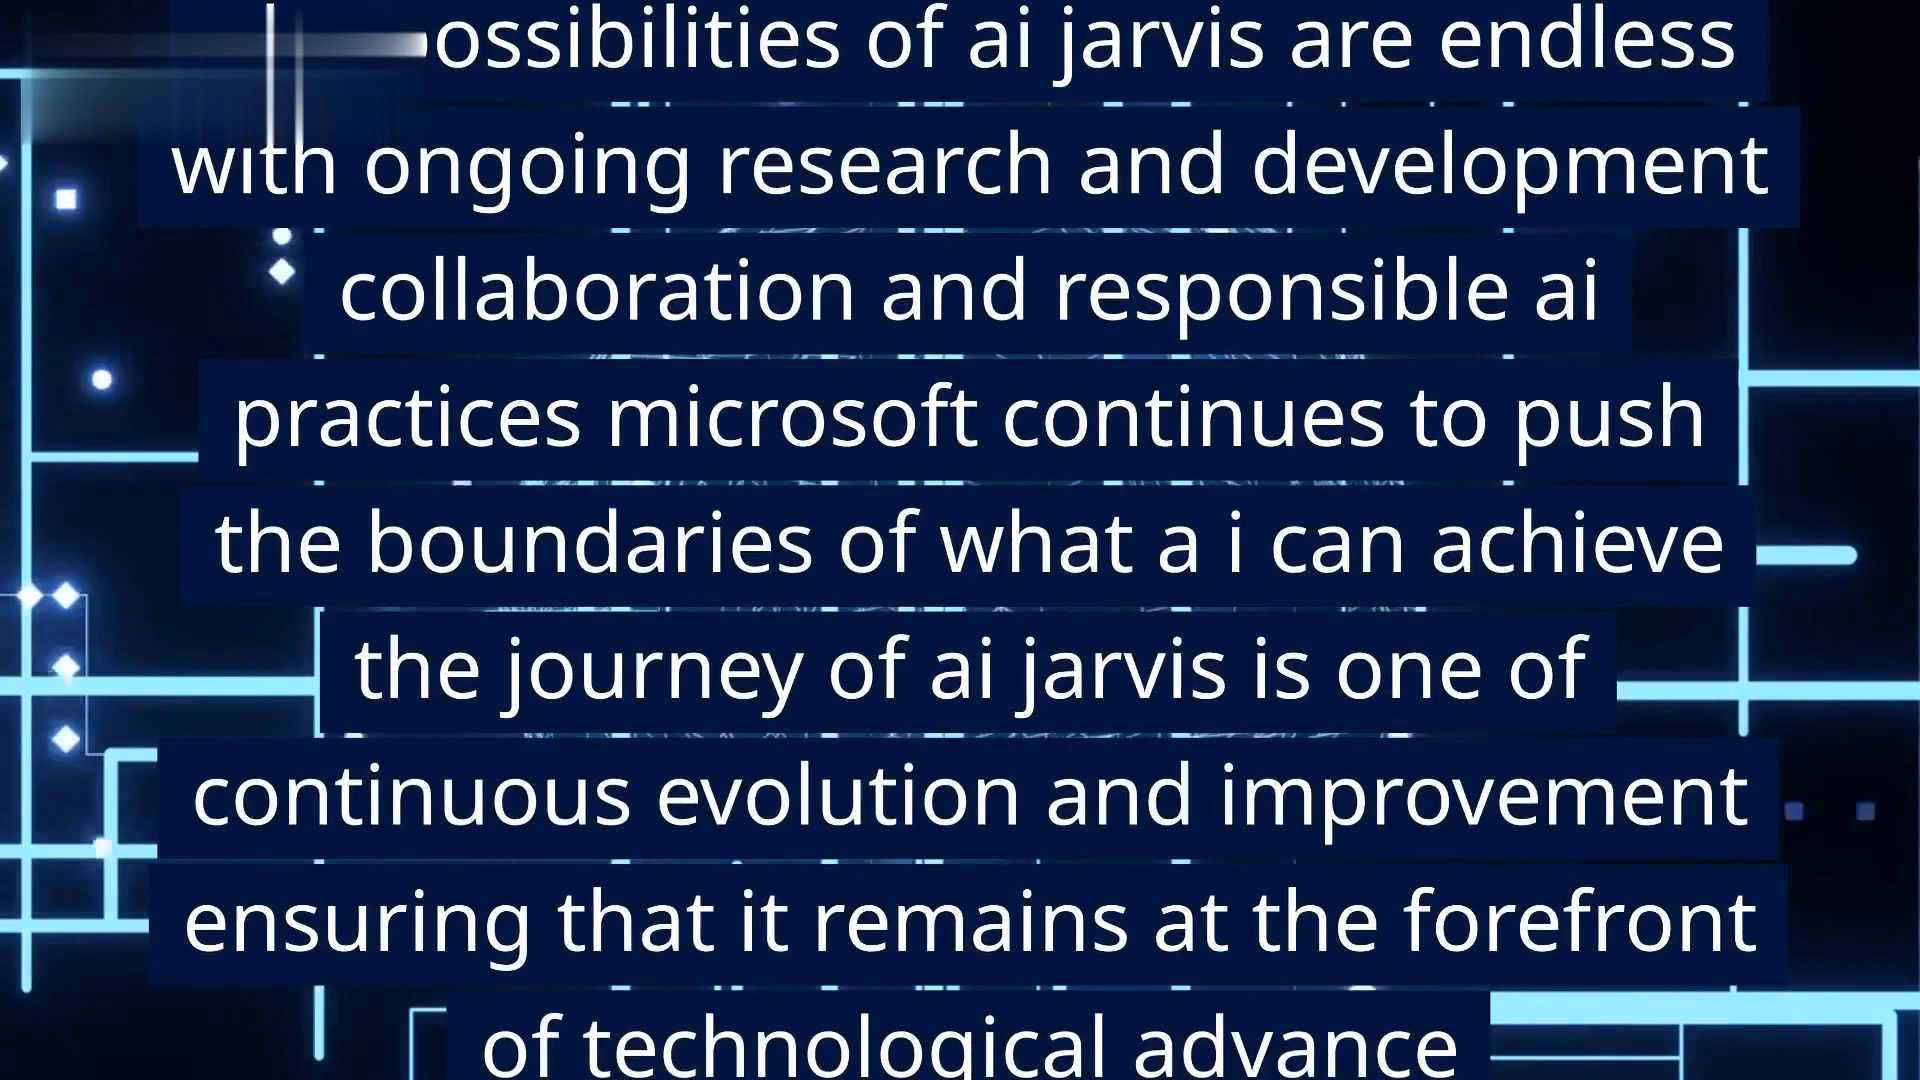 ossibilities of ai jarvis are endless
with ongoing research and development
collaboration and responsible ai
practices microsoft continues to push
the boundaries of what a i can achieve
the journey of ai jarvis is one of
continuous evolution and improvement
ensuring that it remains at the forefront
of technological advance